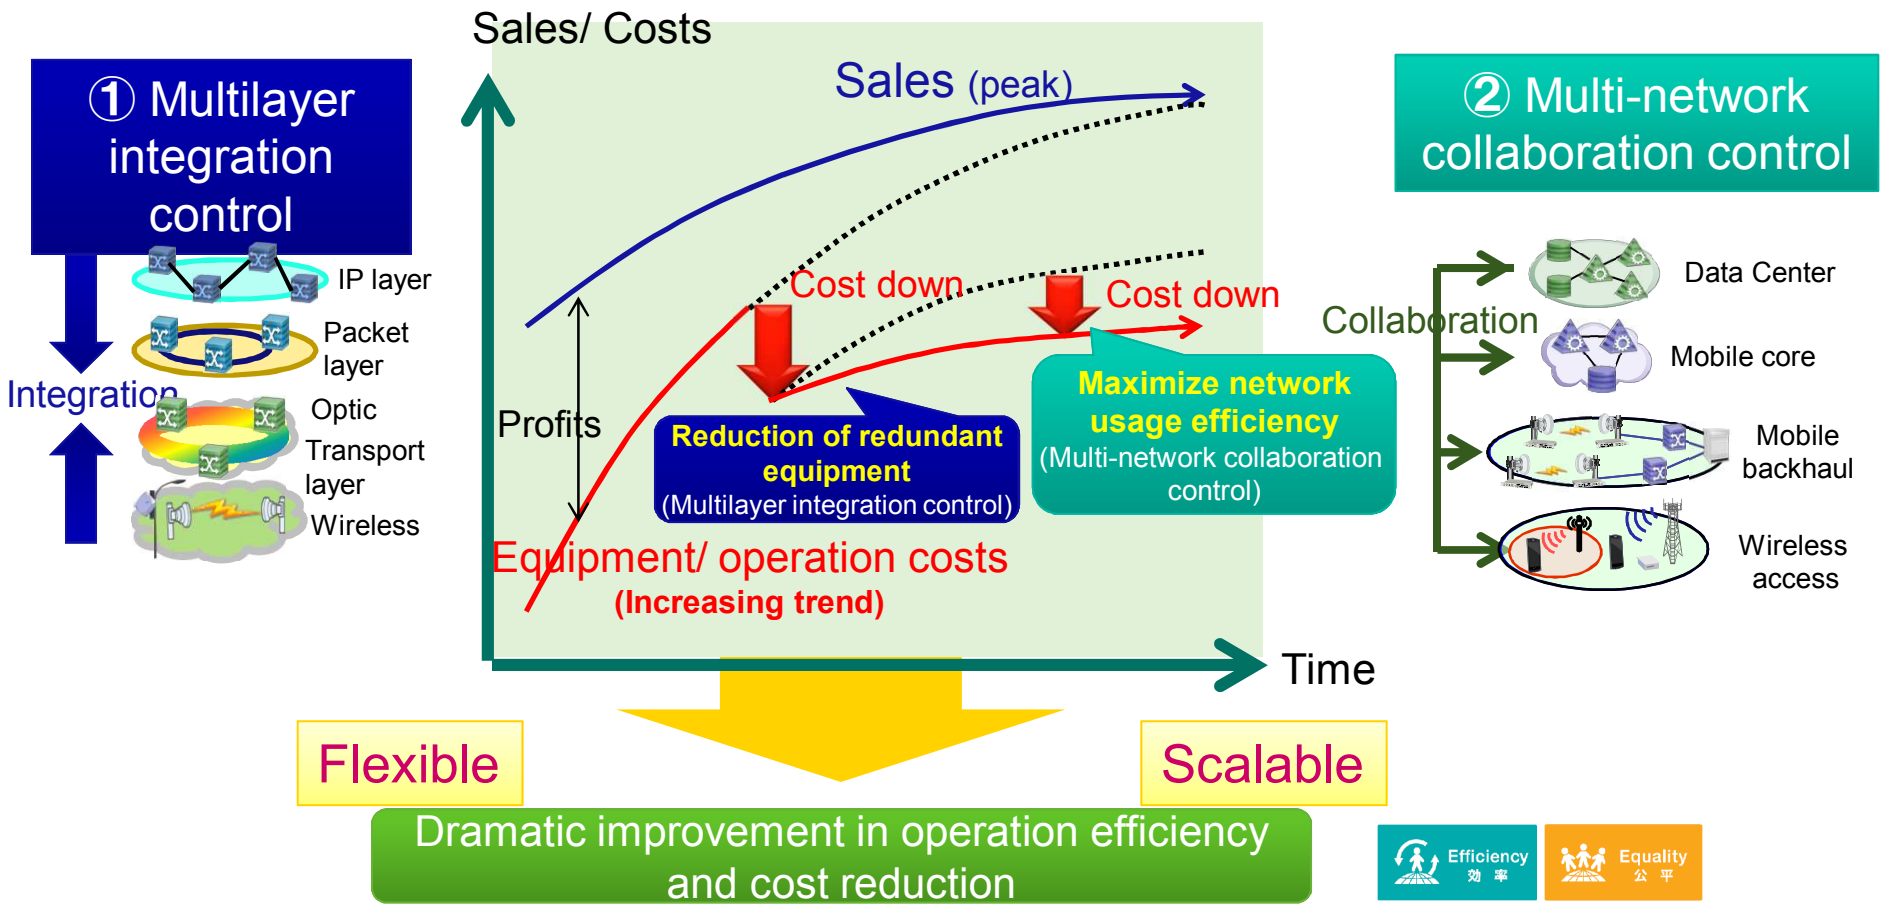 Sales/ Costs
① Multilayer
integration
control
IP layer
Packet
layer
Integration
Optic
Transport
layer
Wireless
Sales (peak)
Cost down
Cost down
Profits
Reduction of redundant
equipment
(Multilayer integration control)
Maximize network
usage efficiency
(Multi-network collaboration
control)
Equipment/ operation costs
(Increasing trend)
Time
② Multi-network
collaboration control
Collaboration
Data Center
Mobile core
Mobile
backhaul
Wireless
access
Flexible
Scalable
Dramatic improvement in operation efficiency
and cost reduction
Efficiency
効 率
Equality
公 平